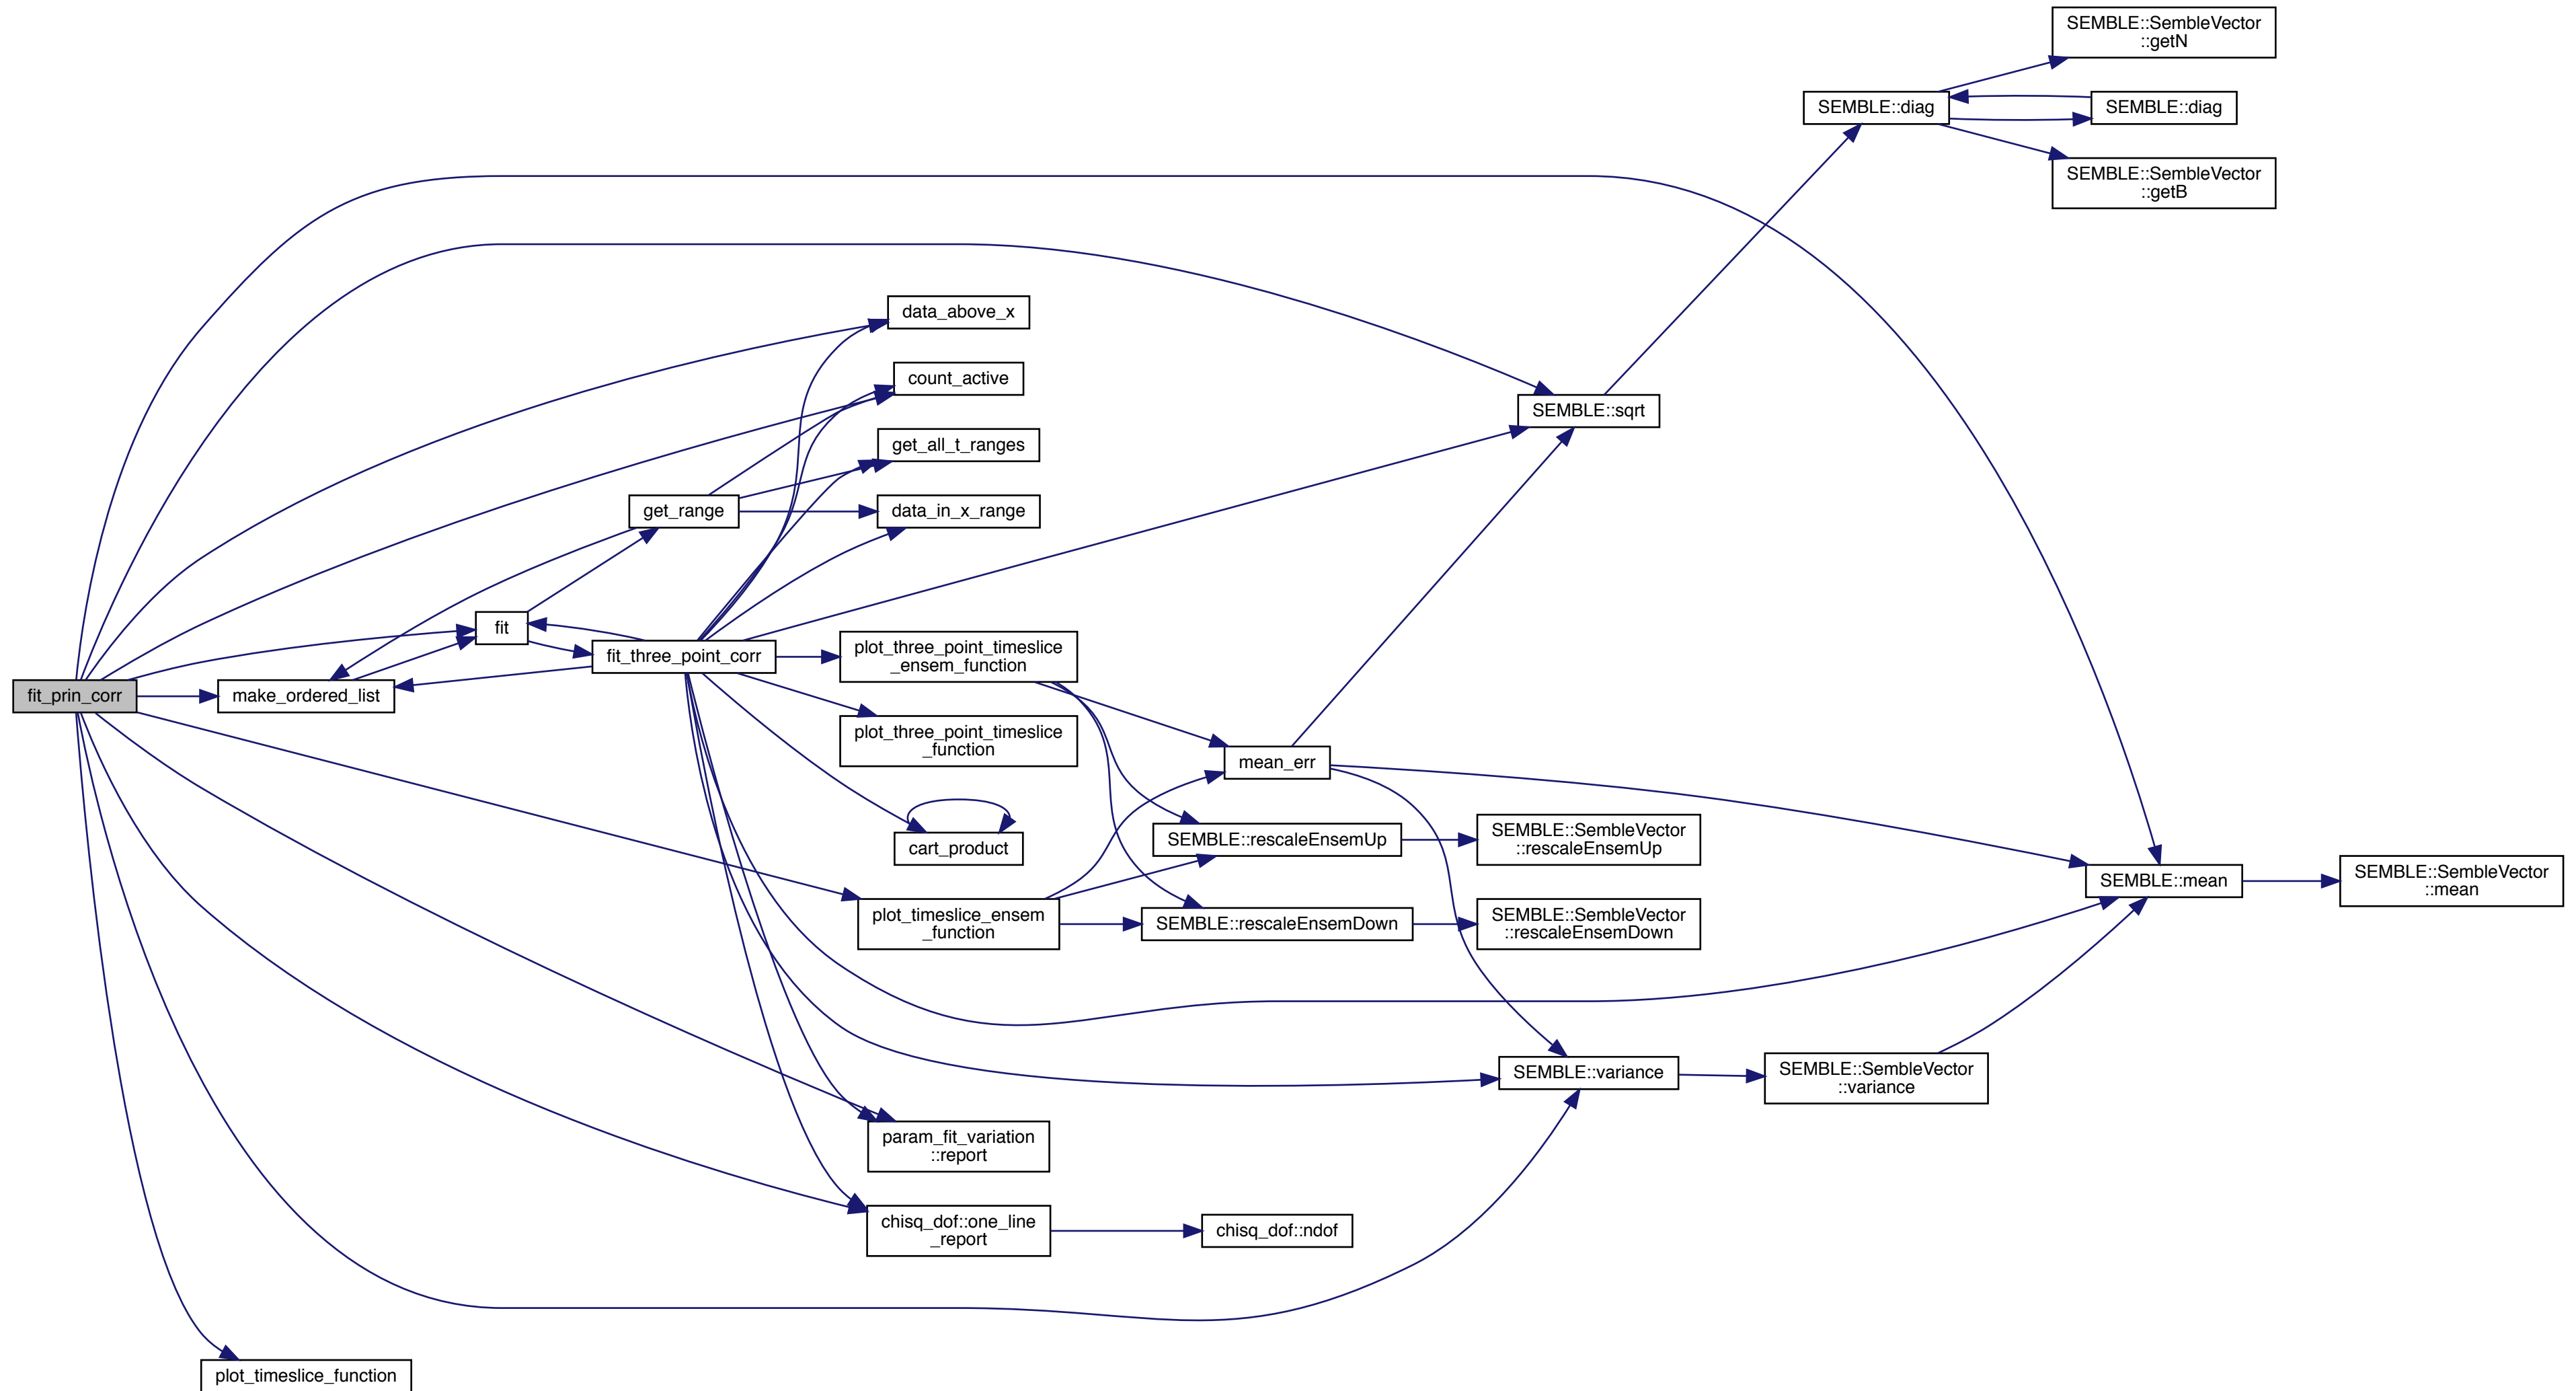 SEMBLE::SembleVector
::getN
SEMBLE::diag
SEMBLE::diag
SEMBLE::SembleVector
::getB
data_above_x
count_active
SEMBLE::sqrt
get_all_t_ranges
get_range
data_in_x_range
fit
fit_three_point_corr
plot_three_point_timeslice
_ensem_function
fit_prin_corr
make_ordered_list
plot_three_point_timeslice
_function
mean_err
cart_product
SEMBLE::rescaleEnsemUp
SEMBLE::SembleVector
::rescaleEnsemUp
SEMBLE::mean
SEMBLE::SembleVector
::mean
plot_timeslice_ensem
_function
SEMBLE::rescaleEnsemDown
SEMBLE::SembleVector
::rescaleEnsemDown
SEMBLE::variance
SEMBLE::SembleVector
::variance
param_fit_variation
::report
chisq_dof::one_line
_report
chisq_dof::ndof
plot_timeslice_function